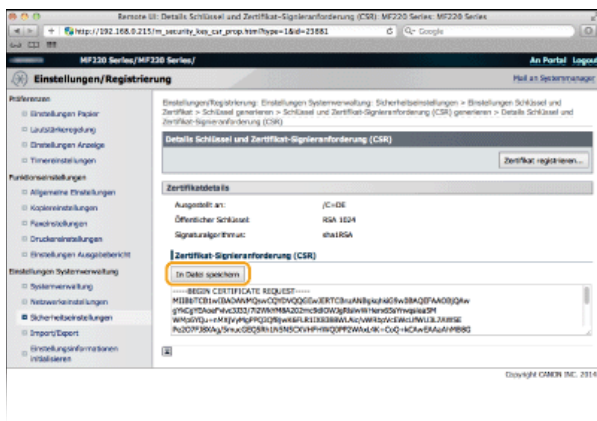 Remote UI: Details Schlüssel und Zertifikat-Signieranforderung (CSR): MF220 Series: MF220 Series
http://192.168.0.215/m_security_key_csr_prop.html?type=1&id=23881
Google
MF220 Series/MF220 Series/
An Portal Logout
Einstellungen/Registrierung
Mail an Systemmanager
Präferenzen
Einstellungen Papier
Lautstärkeregelung
Einstellungen Anzeige
Timereinstellungen
Funktionseinstellungen
Allgemeine Einstellungen
Kopiereinstellungen
Faxeinstellungen
Druckereinstellungen
Einstellungen Ausgabebericht
Einstellungen Systemverwaltung
Systemverwaltung
Netzwerkeinstellungen
Sicherheitseinstellungen
Import/Export
Einstellungsinformationen
initialisieren
Einstellungen/Registrierung: Einstellungen Systemverwaltung: Sicherheitseinstellungen > Einstellungen Schlüssel und
Zertifikat > Schlüssel generieren > Schlüssel und Zertifikat-Signieranforderung (CSR) generieren > Details Schlüssel und
Zertifikat-Signieranforderung (CSR)
Details Schlüssel und Zertifikat-Signieranforderung (CSR)
Zertifikat registrieren...
Zertifikatdetails
Ausgestellt an: /C=DE
Öffentlicher Schlüssel: RSA 1024
Signaturalgorithmus: sha1RSA
Zertifikat-Signieranforderung (CSR)
In Datei speichern
-----BEGIN CERTIFICATE REQUEST-----
Copyright CANON INC. 2014